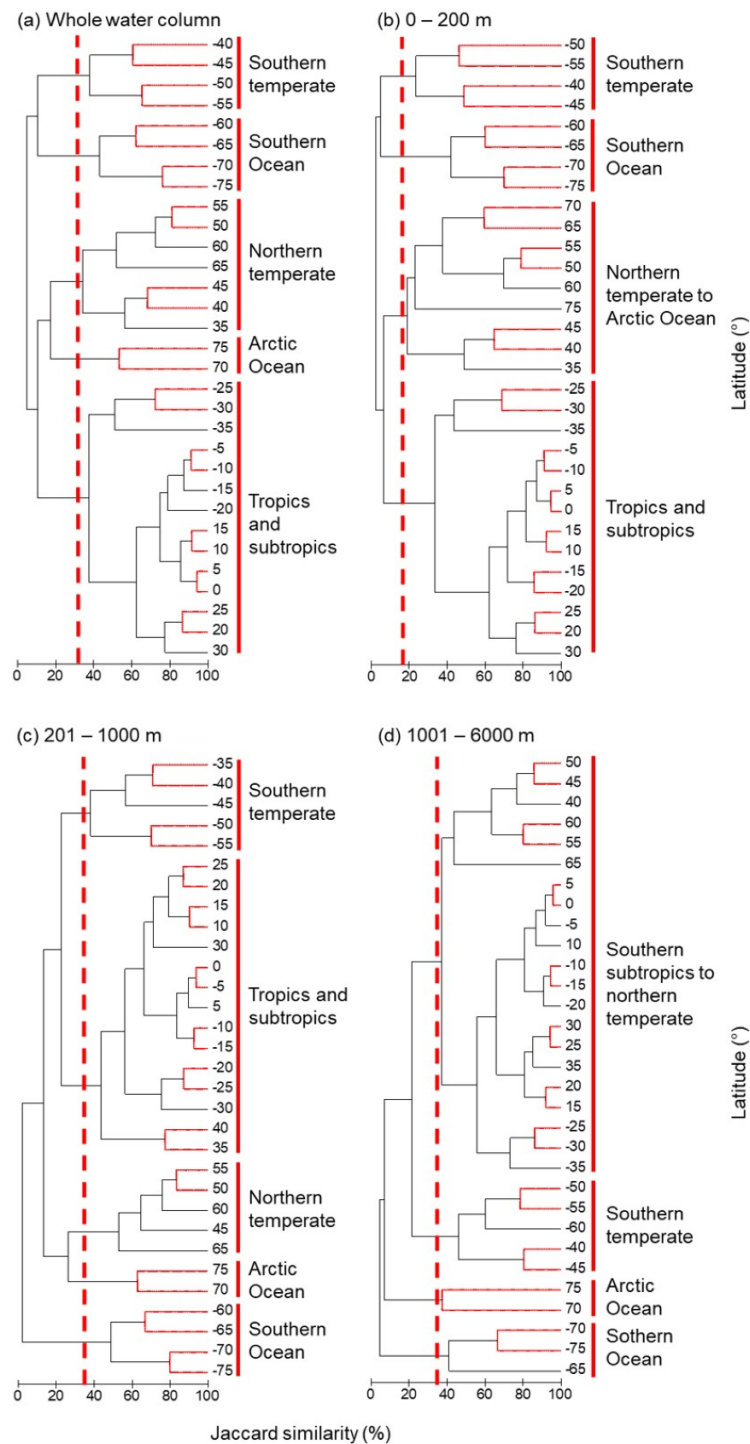 (a) Whole water column
-40
-45
-50
-55
Southern
temperate
-60
-65
-70
-75
Southern
Ocean
55
50
60
65
45
40
35
Northern
temperate
75
70
Arctic
Ocean
-25
-30
-35
-5
-10
-15
-20
15
10
5
0
25
20
30
Tropics
and
subtropics
0 20 40 60 80 100
(b) 0 – 200 m
-50
-55
-40
-45
Southern
temperate
-60
-65
-70
-75
Southern
Ocean
70
65
55
50
60
75
45
40
35
Northern
temperate to
Arctic Ocean
-25
-30
-35
-5
-10
5
0
15
10
-15
-20
25
20
30
Tropics and
subtropics
0 20 40 60 80 100
Latitude (°)
(c) 201 – 1000 m
-35
-40
-45
-50
-55
Southern
temperate
25
20
15
10
30
0
-5
5
-10
-15
-20
-25
-30
40
35
Tropics and
subtropics
55
50
60
45
65
Northern
temperate
75
70
Arctic
Ocean
-60
-65
-70
-75
Southern
Ocean
0 20 40 60 80 100
(d) 1001 – 6000 m
50
45
40
60
55
65
5
0
-5
10
-10
-15
-20
30
25
35
20
15
-25
-30
-35
Southern
subtropics to
northern
temperate
-50
-55
-60
-40
-45
Southern
temperate
75
70
Arctic
Ocean
-70
-75
-65
Sothern
Ocean
0 20 40 60 80 100
Latitude (°)
Jaccard similarity (%)